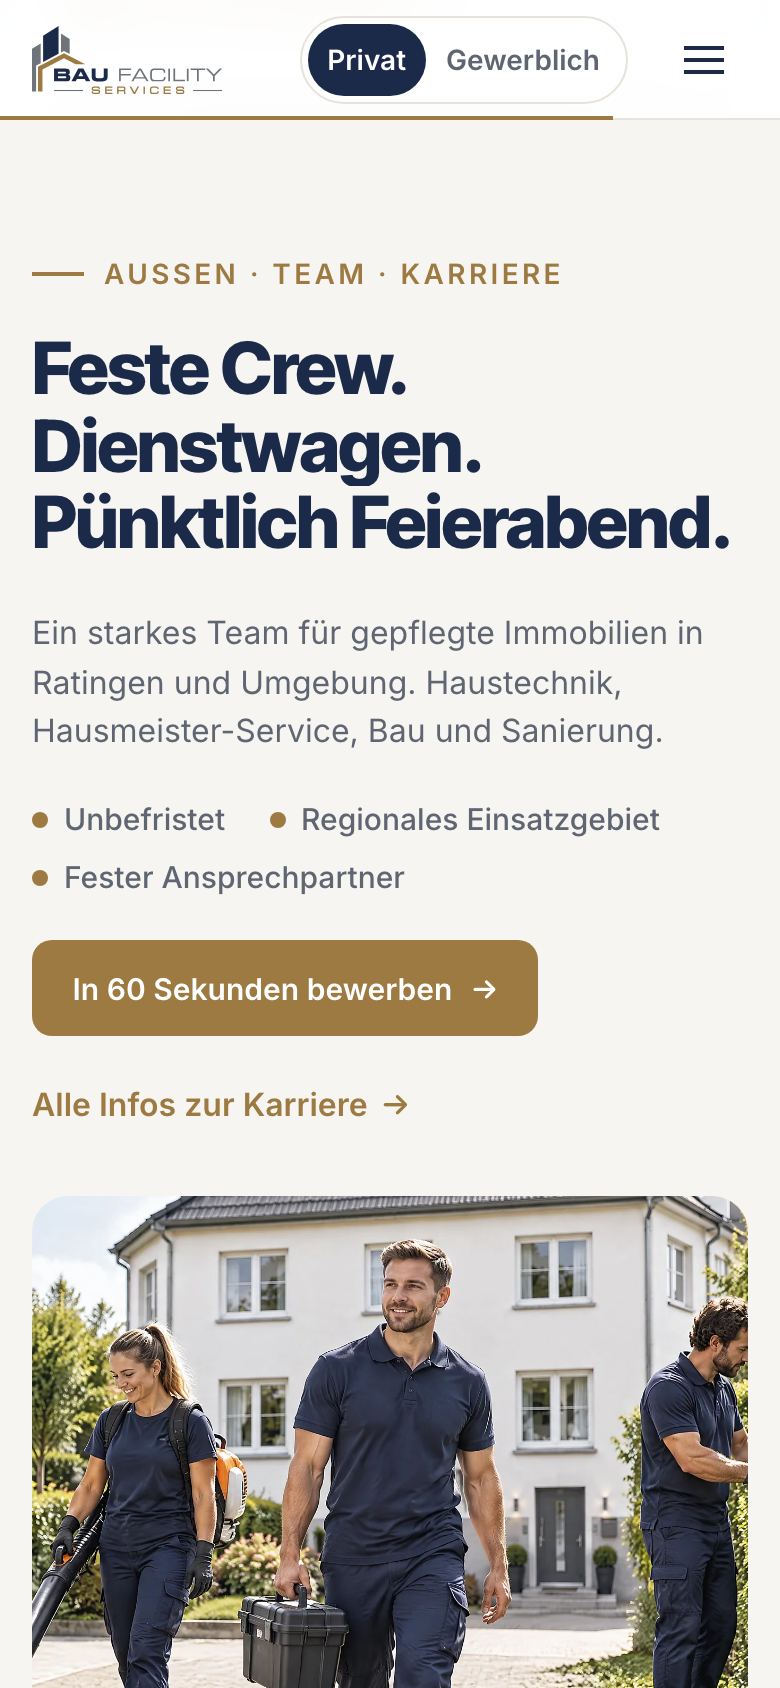 BAU FACILITY
SERVICES
Privat
Gewerblich
AUSSEN · TEAM · KARRIERE
Feste Crew.
Dienstwagen.
Pünktlich Feierabend.
Ein starkes Team für gepflegte Immobilien in
Ratingen und Umgebung. Haustechnik,
Hausmeister-Service, Bau und Sanierung.
Unbefristet
Regionales Einsatzgebiet
Fester Ansprechpartner
In 60 Sekunden bewerben →
Alle Infos zur Karriere →